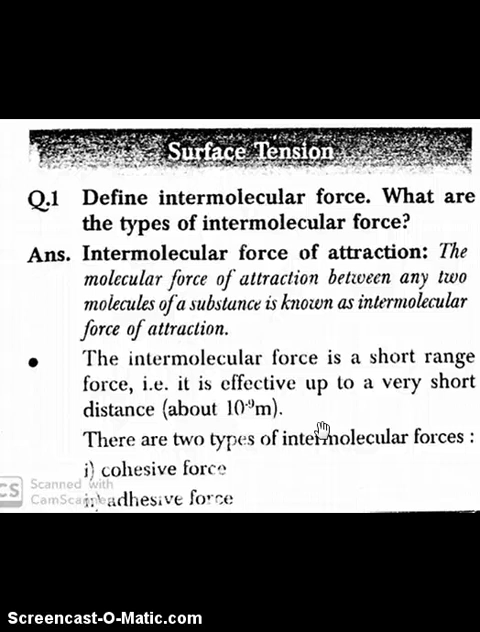 Surface Tension
Q.1 Define intermolecular force. What are
the types of intermolecular force?
Ans. Intermolecular force of attraction: The
molecular force of attraction between any two
molecules of a substance is known as intermolecular
force of attraction.
• The intermolecular force is a short range
force, i.e. it is effective up to a very short
distance (about 10⁻⁹m).
There are two types of intermolecular forces :
i) cohesive force
ii) adhesive force
CS Scanned with
CamScanner
Screencast-O-Matic.com